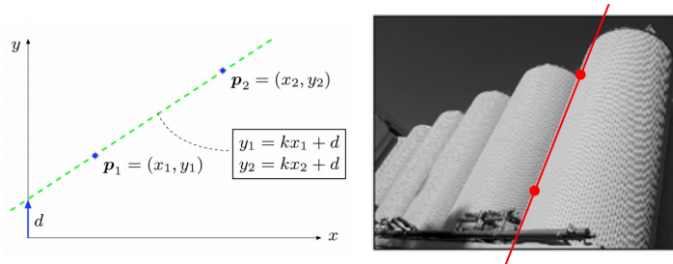 y
p₂ = (x₂, y₂)
y₁ = kx₁ + d
y₂ = kx₂ + d
p₁ = (x₁, y₁)
d
x